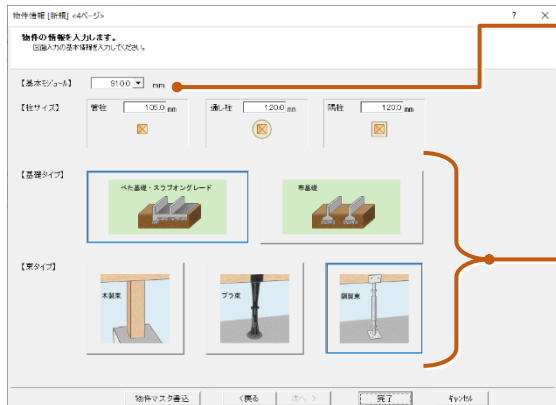 物件情報 [新規] <4ページ>
? ×
物件の情報を入力します。
図面入力の基本情報を入力してください。
【基本モジュール】 910.0 mm
【柱サイズ】 管柱 105.0 mm 通し柱 120.0 mm 隅柱 120.0 mm
【基礎タイプ】
べた基礎・スラブオングレード 布基礎
【束タイプ】
木製束 プラ束 鋼製束
物件マスタ書込 < 戻る 次へ > 完了 キャンセル